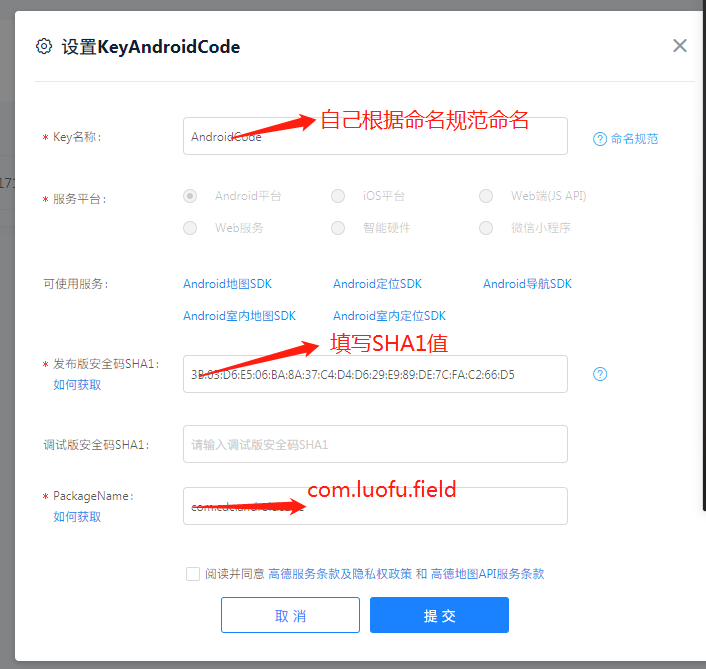 设置KeyAndroidCode
自己根据命名规范命名
* Key名称: AndroidCode ? 命名规范
* 服务平台: Android平台 iOS平台 Web端(JS API)
Web服务 智能硬件 微信小程序
171
可使用服务: Android地图SDK Android定位SDK Android导航SDK
Android室内地图SDK Android室内定位SDK
填写SHA1值
* 发布版安全码SHA1: 3B:03:D6:E5:06:BA:8A:37:C4:D4:D6:29:E9:89:DE:7C:FA:C2:66:D5 ?
如何获取
调试版安全码SHA1: 请输入调试版安全码SHA1
com.luofu.field
* PackageName:
如何获取
阅读并同意 高德服务条款及隐私权政策 和 高德地图API服务条款
取消 提交